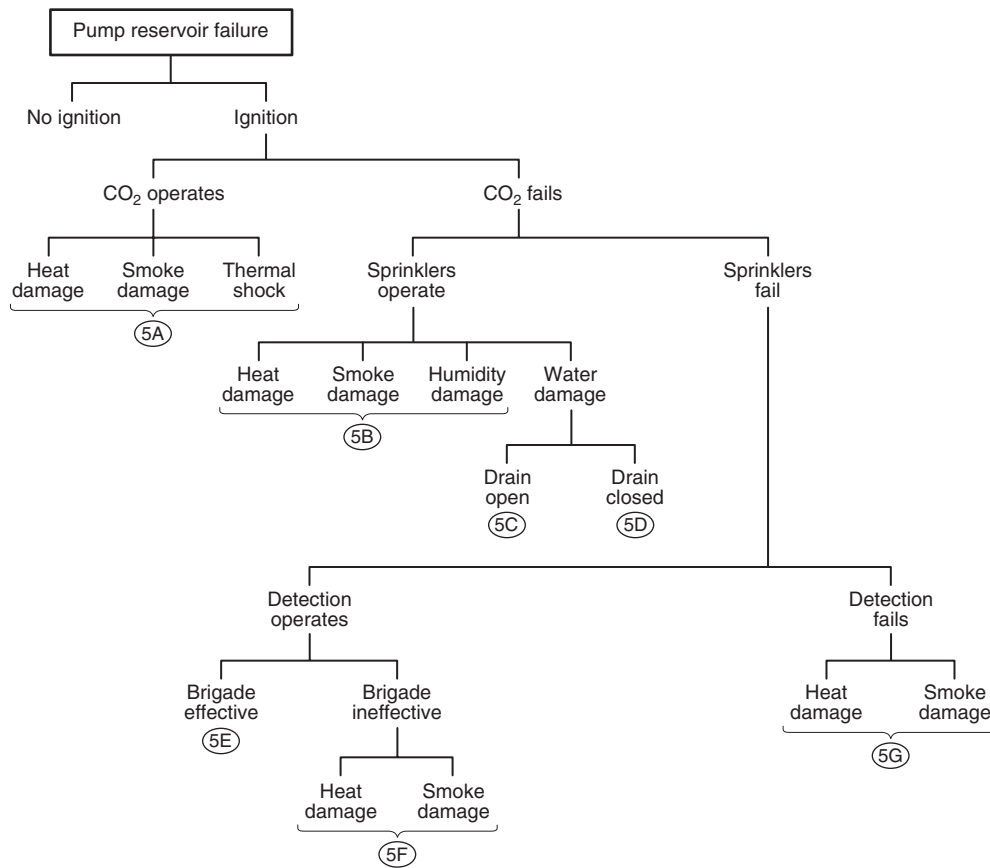 Pump reservoir failure
No ignition
Ignition
CO₂ operates
CO₂ fails
Heat
damage
Smoke
damage
Thermal
shock
5A
Sprinklers
operate
Sprinklers
fail
Heat
damage
Smoke
damage
Humidity
damage
Water
damage
5B
Drain
open
5C
Drain
closed
5D
Detection
operates
Detection
fails
Brigade
effective
5E
Brigade
ineffective
Heat
damage
Smoke
damage
5G
Heat
damage
Smoke
damage
5F